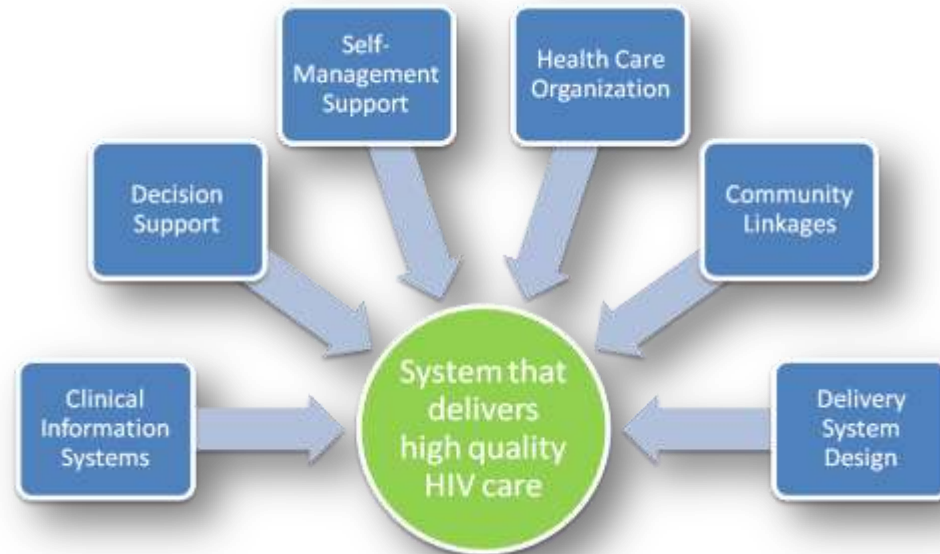 Self-
Management
Support
Health Care
Organization
Decision
Support
Community
Linkages
Clinical
Information
Systems
System that
delivers
high quality
HIV care
Delivery
System
Design